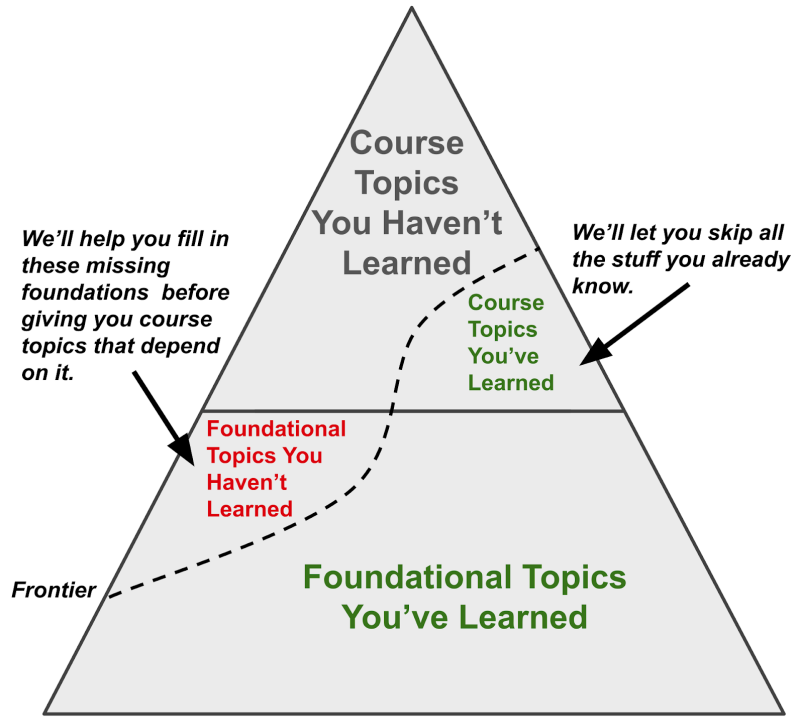 Course
Topics
You Haven't
Learned
We'll help you fill in
these missing
foundations before
giving you course
topics that depend
on it.
We'll let you skip all
the stuff you already
know.
Course
Topics
You've
Learned
Foundational
Topics You
Haven't
Learned
Frontier
Foundational Topics
You've Learned